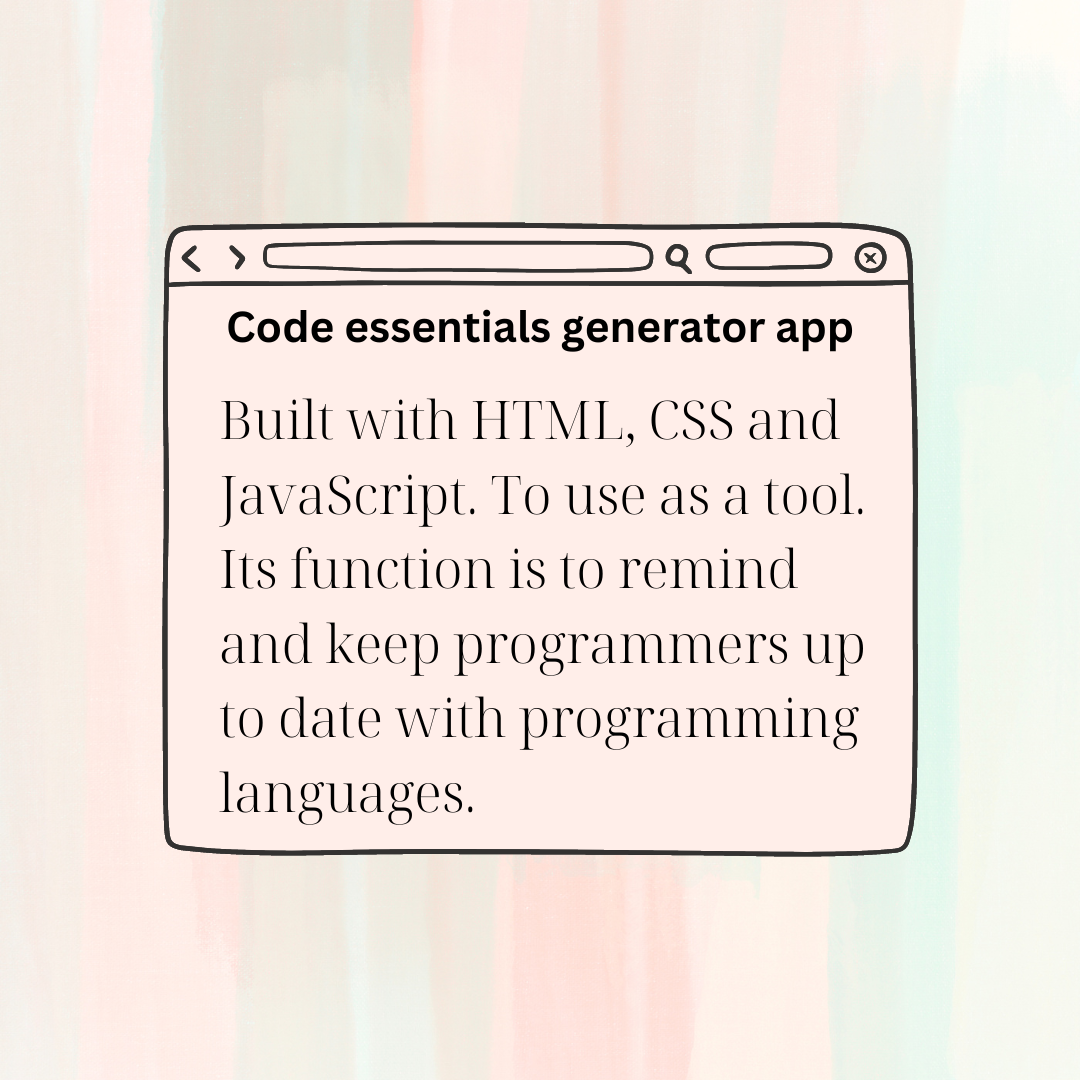 Code essentials generator app
Built with HTML, CSS and
JavaScript. To use as a tool.
Its function is to remind
and keep programmers up
to date with programming
languages.